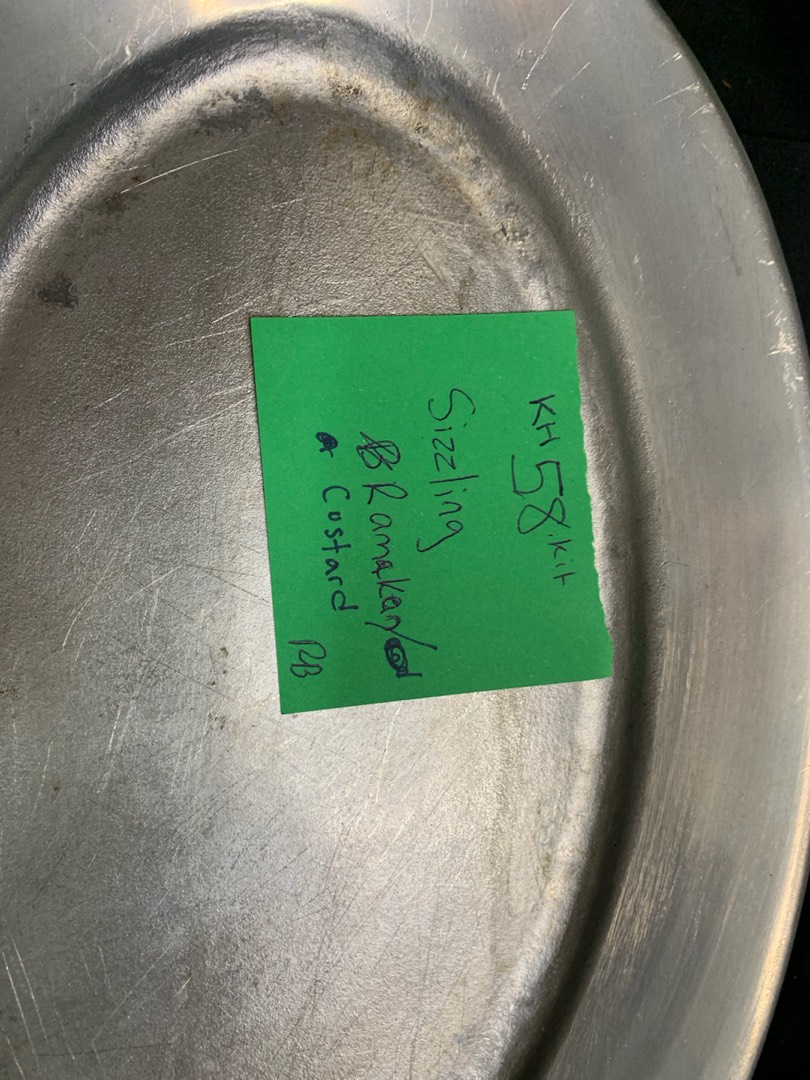 KH 58 kit
Sizzling
Ramakan/
Custard
RB